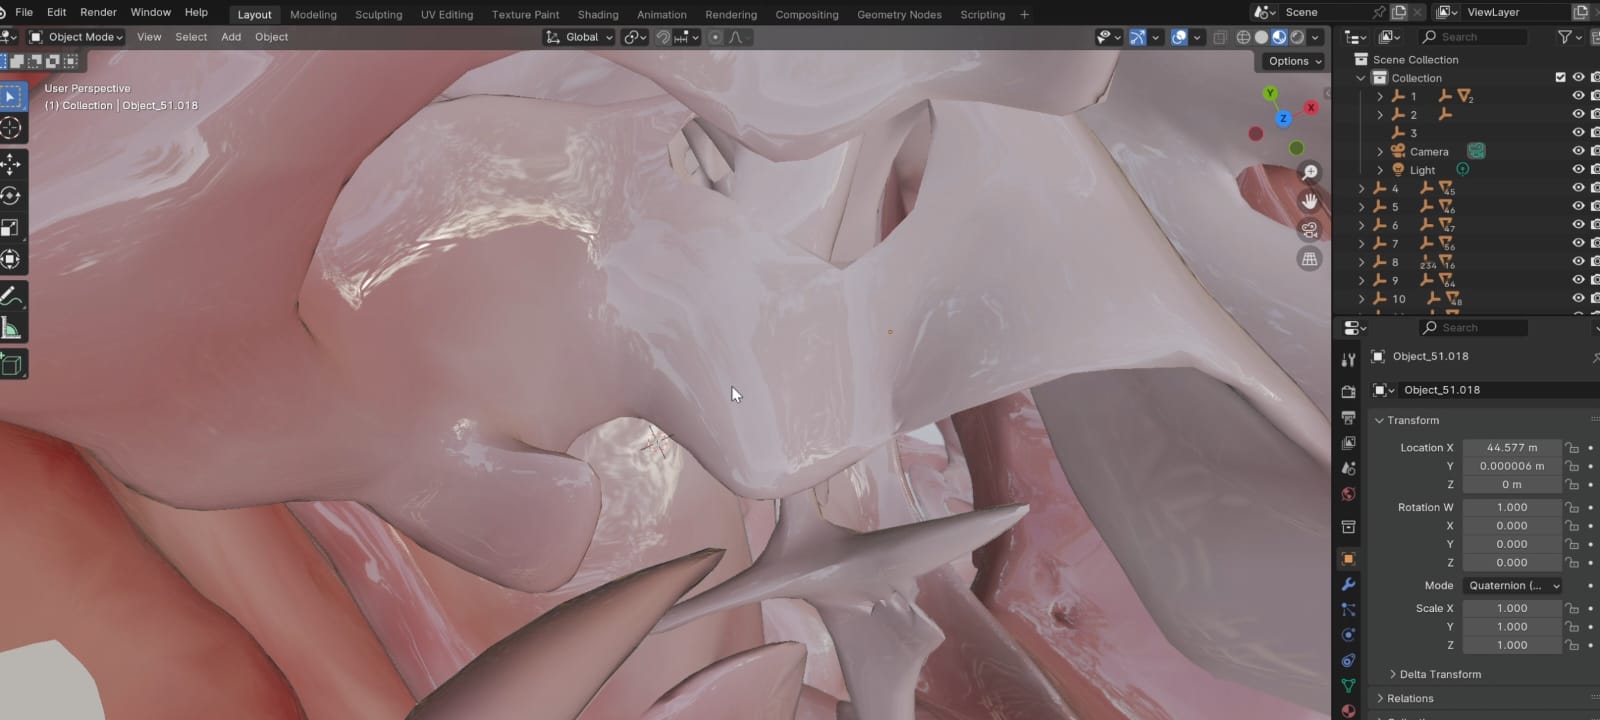 File Edit Render Window Help Layout Modeling Sculpting UV Editing Texture Paint Shading Animation Rendering Compositing Geometry Nodes Scripting + Scene ViewLayer
Object Mode View Select Add Object Global Search
Options
User Perspective
(1) Collection | Object_51.018
Y
X
Z
Scene Collection
Collection
1 2
2
3
Camera
Light
4 45
5 46
6 47
7 56
8 234 16
9 64
10 48
Search
Object_51.018
Object_51.018
Transform
Location X 44.577 m
Y 0.000006 m
Z 0 m
Rotation W 1.000
X 0.000
Y 0.000
Z 0.000
Mode Quaternion (...
Scale X 1.000
Y 1.000
Z 1.000
Delta Transform
Relations